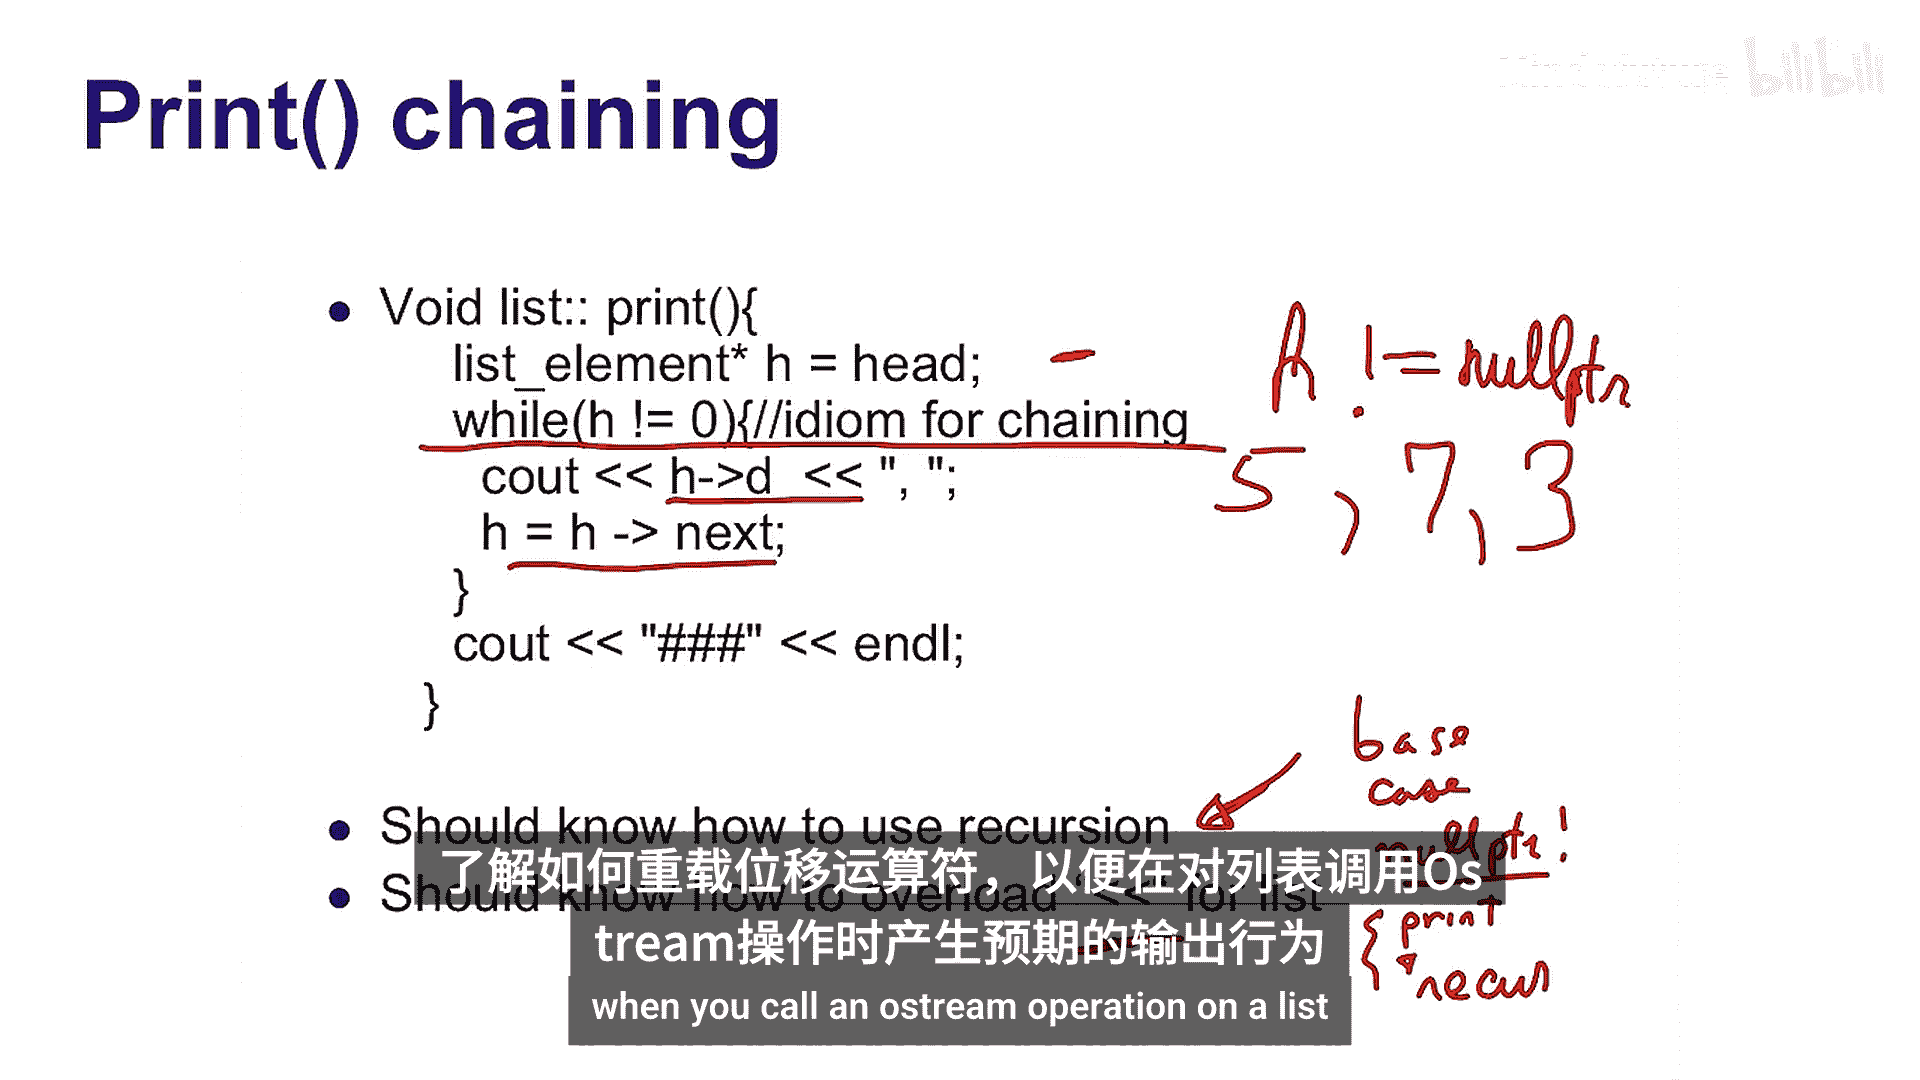 bilibili
Print() chaining
Void list:: print(){
list_element* h = head;
while(h != 0){//idiom for chaining
cout << h->d  << ", ";
h = h -> next;
}
cout << "###" << endl;
}
h != nullptr
5, 7, 3
Should know how to use recursion
Should know how to overload "<<" for list
base
case
nullptr!
{ print
recur
了解如何重载位移运算符，以便在对列表调用Os
tream操作时产生预期的输出行为
when you call an ostream operation on a list